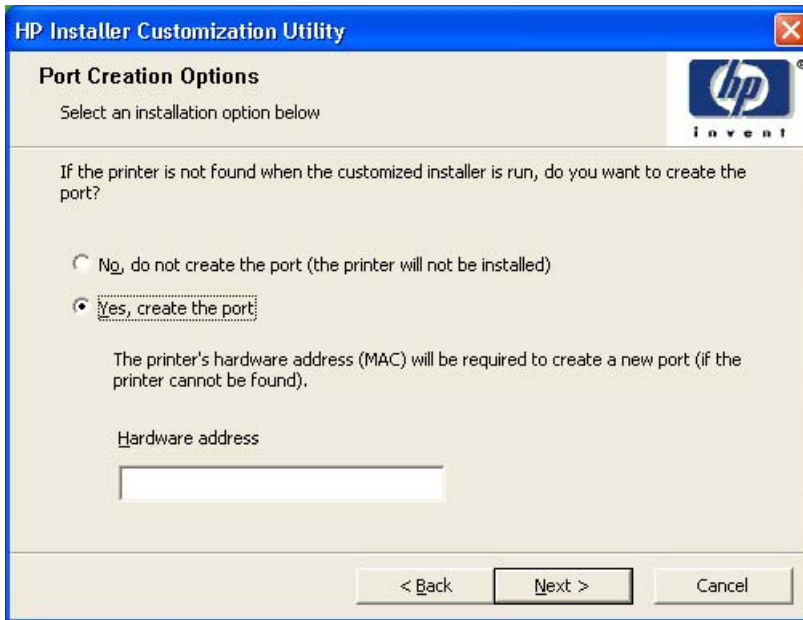 HP Installer Customization Utility
Port Creation Options
Select an installation option below
hp
®
invent
If the printer is not found when the customized installer is run, do you want to create the
port?
No, do not create the port (the printer will not be installed)
Yes, create the port
The printer's hardware address (MAC) will be required to create a new port (if the
printer cannot be found).
Hardware address
< Back
Next >
Cancel